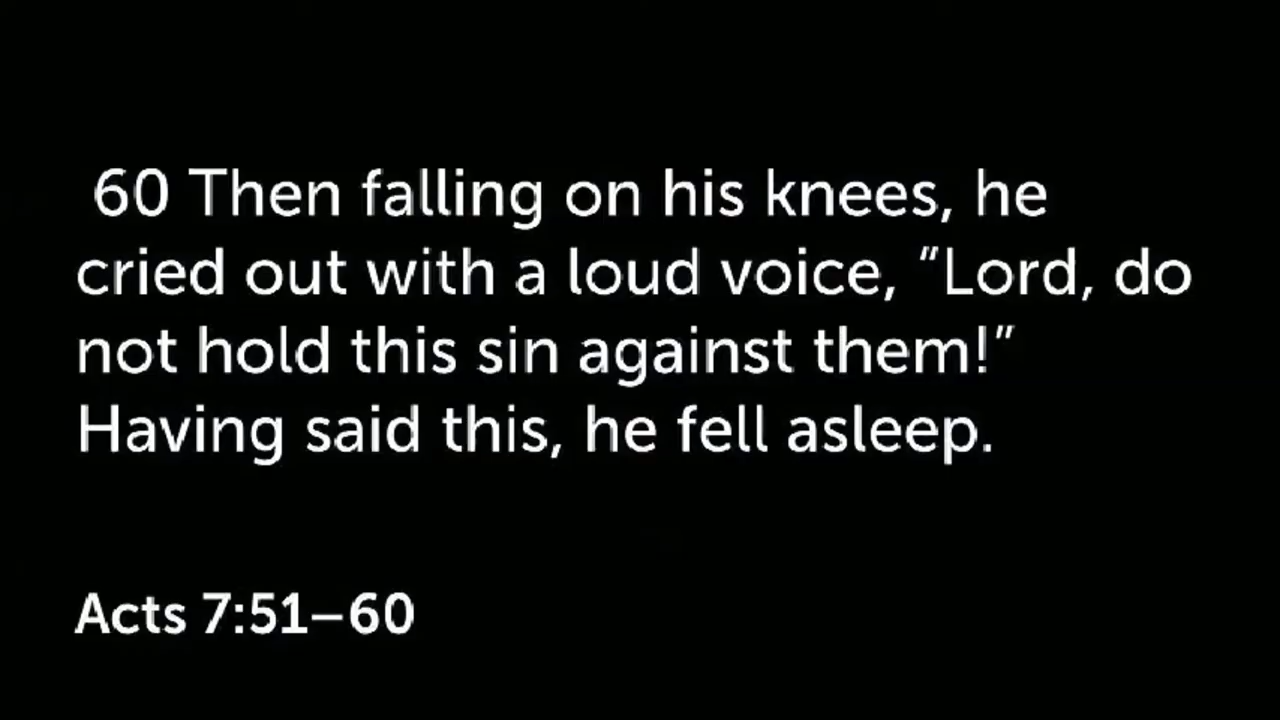 60 Then falling on his knees, he
cried out with a loud voice, "Lord, do
not hold this sin against them!"
Having said this, he fell asleep.
Acts 7:51–60